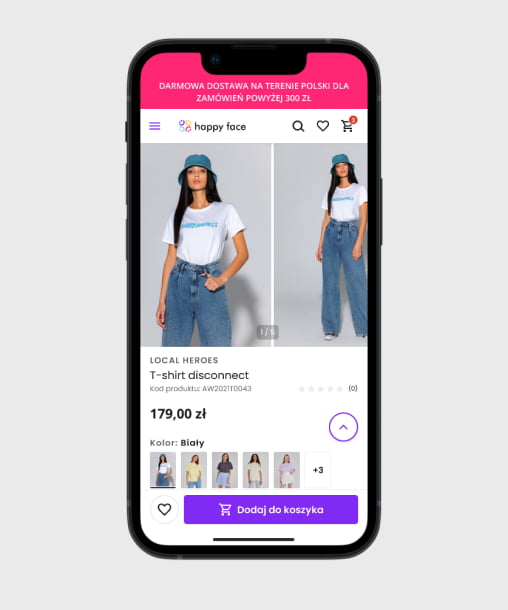 DARMOWA DOSTAWA NA TERENIE POLSKI DLA
ZAMÓWIEŃ POWYŻEJ 300 ZŁ
happy face
3
1 / 5
LOCAL HEROES
T-shirt disconnect
Kod produktu: AW2021T0043
(0)
179,00 zł
Kolor: Biały
+3
Dodaj do koszyka